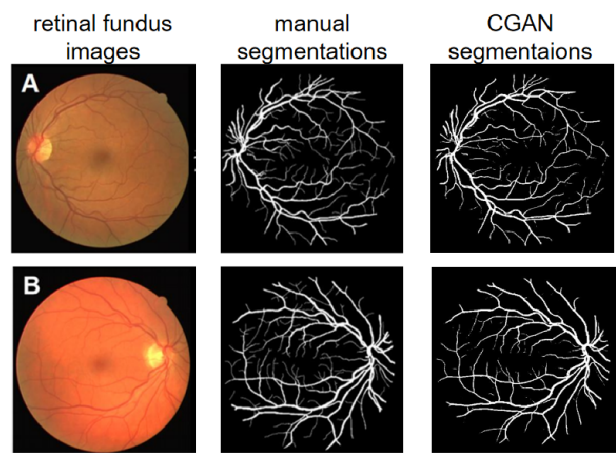 retinal fundus
images
manual
segmentations
CGAN
segmentaions
A
B